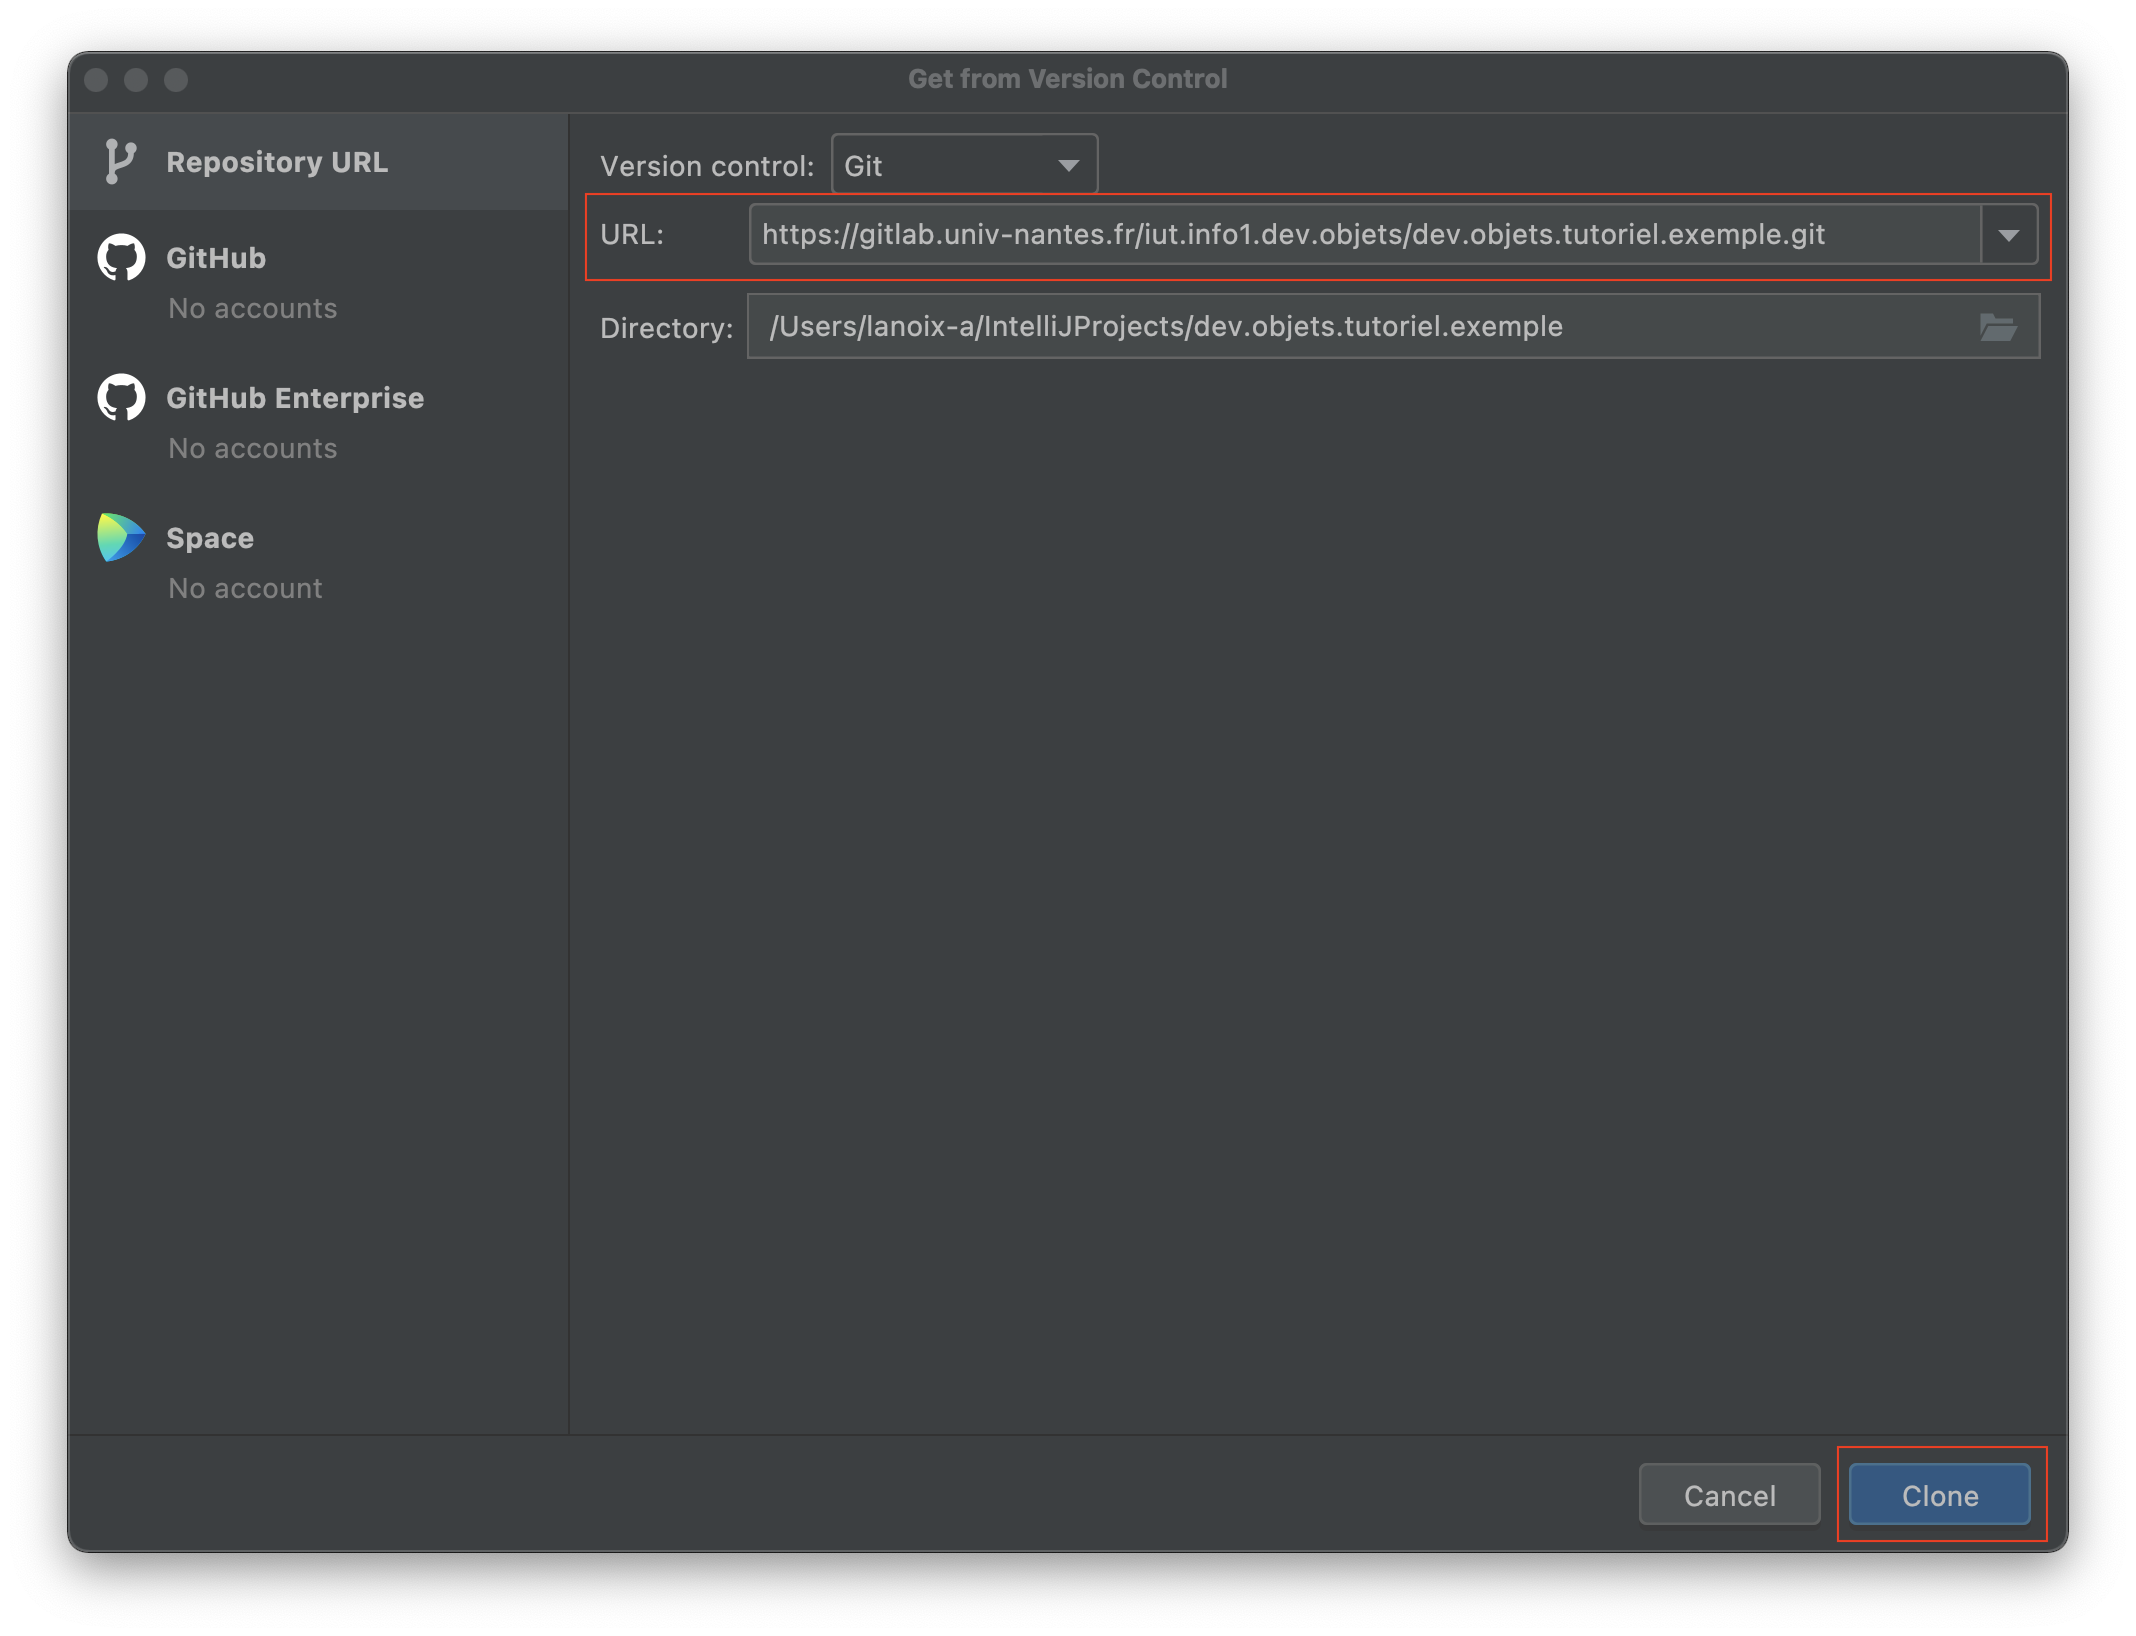 Get from Version Control
Repository URL
GitHub
No accounts
GitHub Enterprise
No accounts
Space
No account
Version control: Git
URL: https://gitlab.univ-nantes.fr/iut.info1.dev.objets/dev.objets.tutoriel.exemple.git
Directory: /Users/lanoix-a/IntelliJProjects/dev.objets.tutoriel.exemple
Cancel Clone